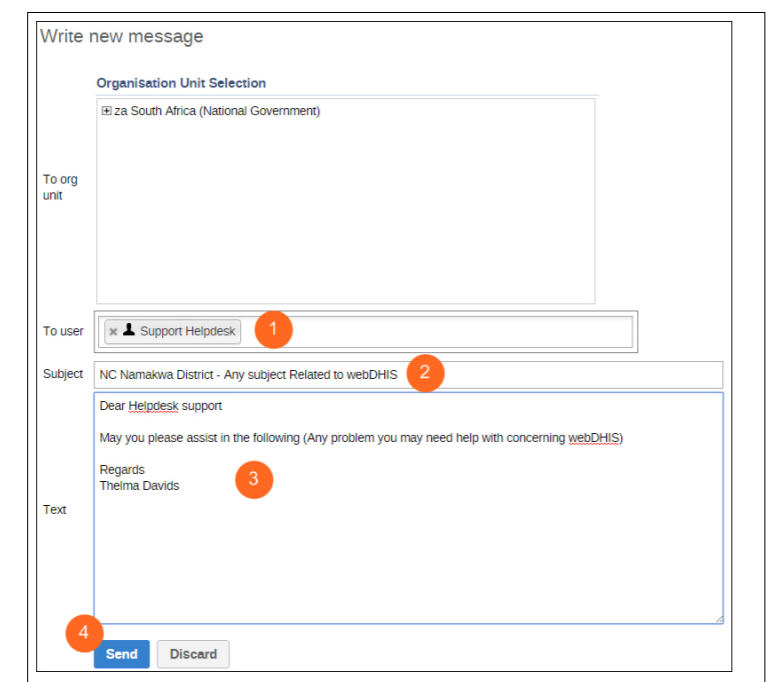 Write new message
Organisation Unit Selection
za South Africa (National Government)
To org
unit
To user
Support Helpdesk
1
Subject
NC Namakwa District - Any subject Related to webDHIS
2
Dear Helpdesk support
May you please assist in the following (Any problem you may need help with concerning webDHIS)
Regards
Thelma Davids
3
Text
4
Send
Discard